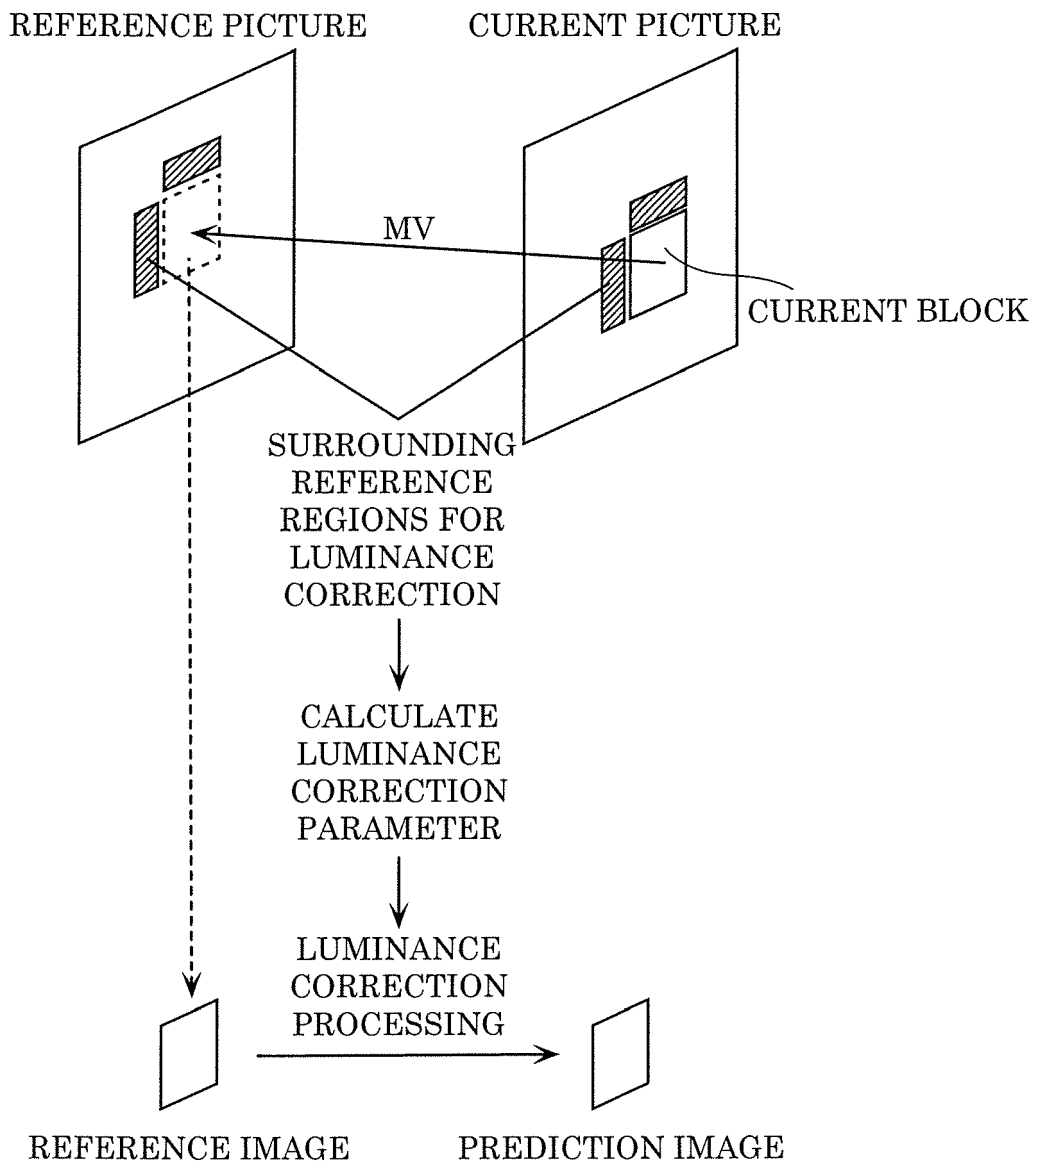 REFERENCE PICTURE
CURRENT PICTURE
MV
CURRENT BLOCK
SURROUNDING
REFERENCE
REGIONS FOR
LUMINANCE
CORRECTION
CALCULATE
LUMINANCE
CORRECTION
PARAMETER
LUMINANCE
CORRECTION
PROCESSING
REFERENCE IMAGE
PREDICTION IMAGE